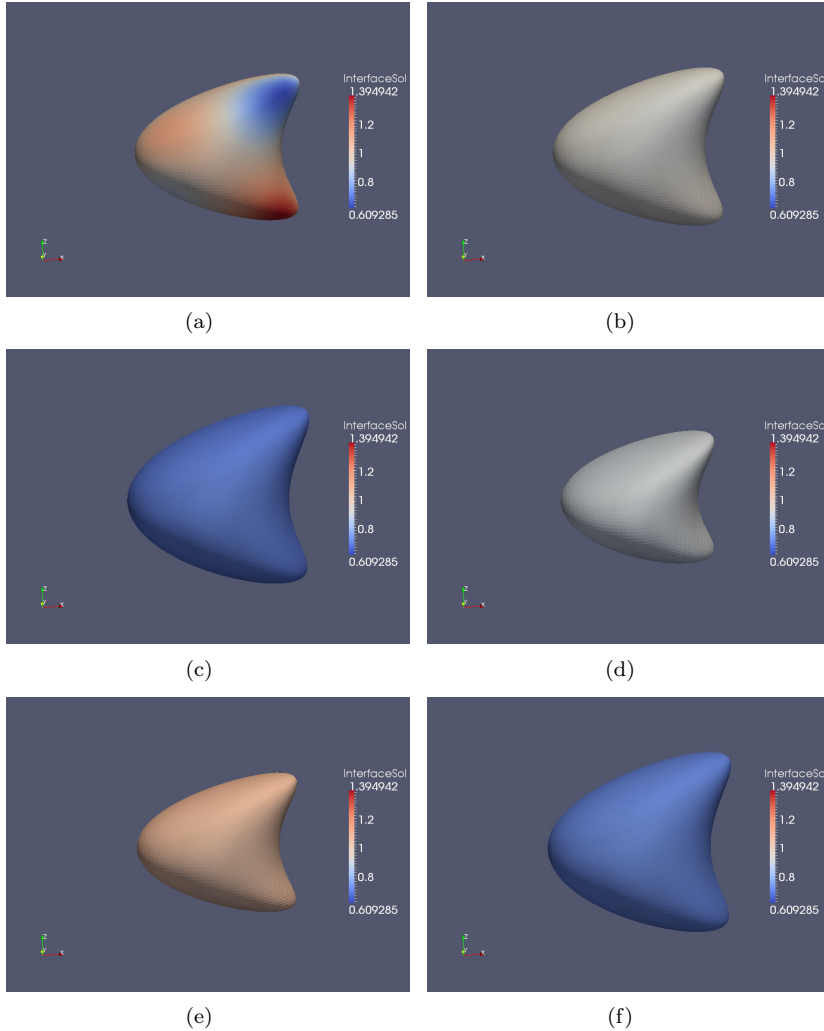 InterfaceSol
1.394942
1.2
1
0.8
0.609285
z
Y
x
(a)
InterfaceSol
1.394942
1.2
1
0.8
0.609285
z
Y
x
(b)
InterfaceSol
1.394942
1.2
1
0.8
0.609285
z
Y
x
(c)
InterfaceSol
1.394942
1.2
1
0.8
0.609285
z
Y
x
(d)
InterfaceSol
1.394942
1.2
1
0.8
0.609285
z
Y
x
(e)
InterfaceSol
1.394942
1.2
1
0.8
0.609285
z
Y
x
(f)